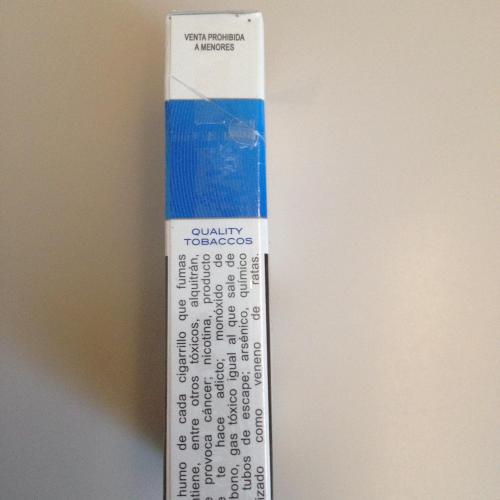 VENTA PROHIBIDA
A MENORES
QUALITY
TOBACCOS
humo de cada cigarrillo que fumas
tiene, entre otros tóxicos, alquitrán,
provoca cáncer; nicotina, producto
te hace adicto; monóxido de
bono, gas tóxico igual al que sale de
tubos de escape; arsénico, químico
lizado como veneno de ratas.